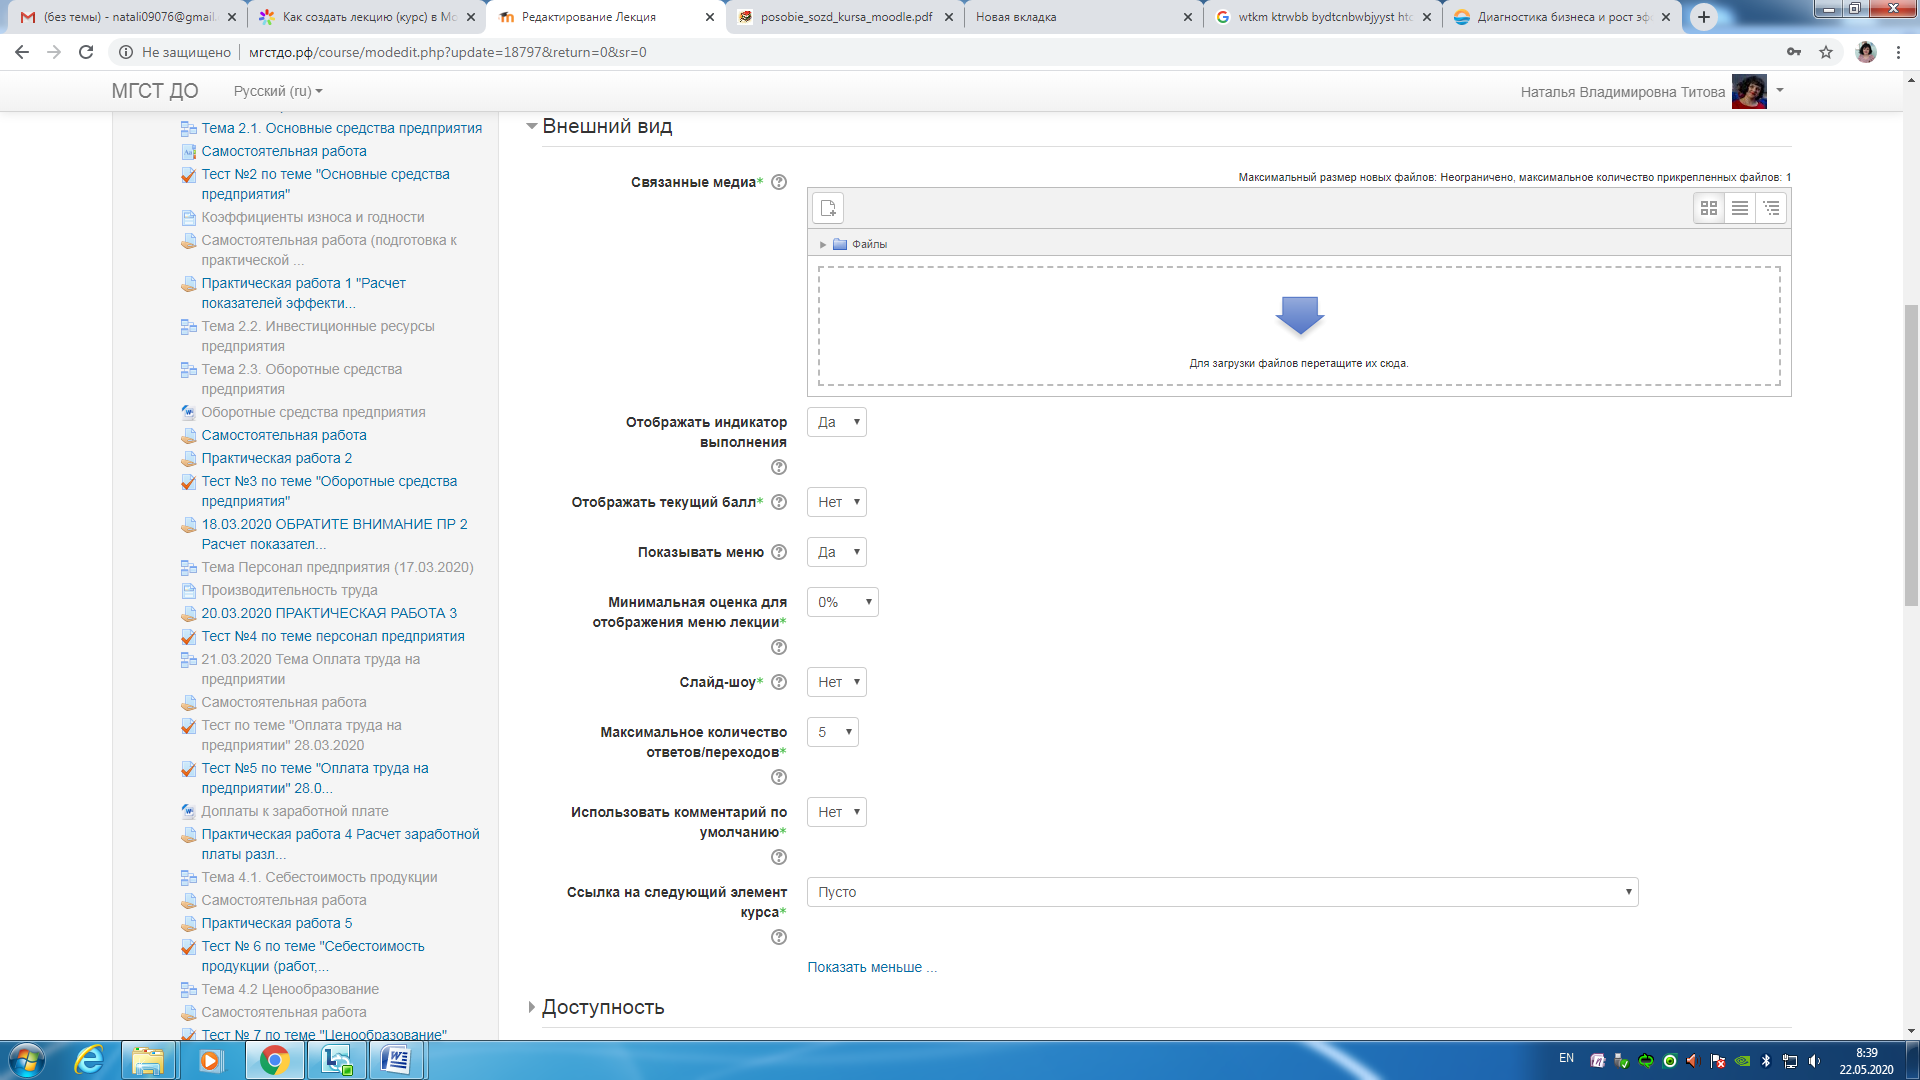 (без темы) - natali09076@gmail.
Как создать лекцию (курс) в Mo
Редактирование Лекция
posobie_sozd_kursa_moodle.pdf
Новая вкладка
wtkm ktrwbb bydtcnbwbjyyst htc
Диагностика бизнеса и рост эф
Не защищено
мгстдо.рф/course/modedit.php?update=18797&return=0&sr=0
МГСТ ДО
Русский (ru)
Наталья Владимировна Титова
Тема 2.1. Основные средства предприятия
Самостоятельная работа
Тест №2 по теме "Основные средства
предприятия"
Коэффициенты износа и годности
Самостоятельная работа (подготовка к
практической ...
Практическая работа 1 "Расчет
показателей эффекти...
Тема 2.2. Инвестиционные ресурсы
предприятия
Тема 2.3. Оборотные средства
предприятия
Оборотные средства предприятия
Самостоятельная работа
Практическая работа 2
Тест №3 по теме "Оборотные средства
предприятия"
18.03.2020 ОБРАТИТЕ ВНИМАНИЕ ПР 2
Расчет показател...
Тема Персонал предприятия (17.03.2020)
Производительность труда
20.03.2020 ПРАКТИЧЕСКАЯ РАБОТА 3
Тест №4 по теме персонал предприятия
21.03.2020 Тема Оплата труда на
предприятии
Самостоятельная работа
Тест по теме "Оплата труда на
предприятии" 28.03.2020
Тест №5 по теме "Оплата труда на
предприятии" 28.0...
Доплаты к заработной плате
Практическая работа 4 Расчет заработной
платы разл...
Тема 4.1. Себестоимость продукции
Самостоятельная работа
Практическая работа 5
Тест № 6 по теме "Себестоимость
продукции (работ,...
Тема 4.2 Ценообразование
Самостоятельная работа
Тест № 7 по теме "Ценообразование"
Внешний вид
Связанные медиа*
Максимальный размер новых файлов: Неограничено, максимальное количество прикрепленных файлов: 1
Файлы
Для загрузки файлов перетащите их сюда.
Отображать индикатор
выполнения
Да
Отображать текущий балл*
Нет
Показывать меню
Да
Минимальная оценка для
отображения меню лекции*
0%
Слайд-шоу*
Нет
Максимальное количество
ответов/переходов*
5
Использовать комментарий по
умолчанию*
Нет
Ссылка на следующий элемент
курса*
Пусто
Показать меньше ...
Доступность
EN
8:39
22.05.2020